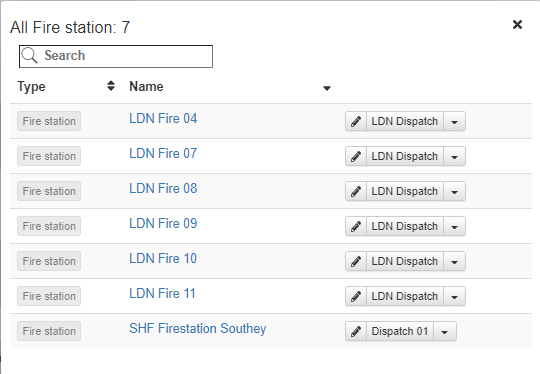 All Fire station: 7
Search
Type Name
Fire station LDN Fire 04 LDN Dispatch
Fire station LDN Fire 07 LDN Dispatch
Fire station LDN Fire 08 LDN Dispatch
Fire station LDN Fire 09 LDN Dispatch
Fire station LDN Fire 10 LDN Dispatch
Fire station LDN Fire 11 LDN Dispatch
Fire station SHF Firestation Southey Dispatch 01